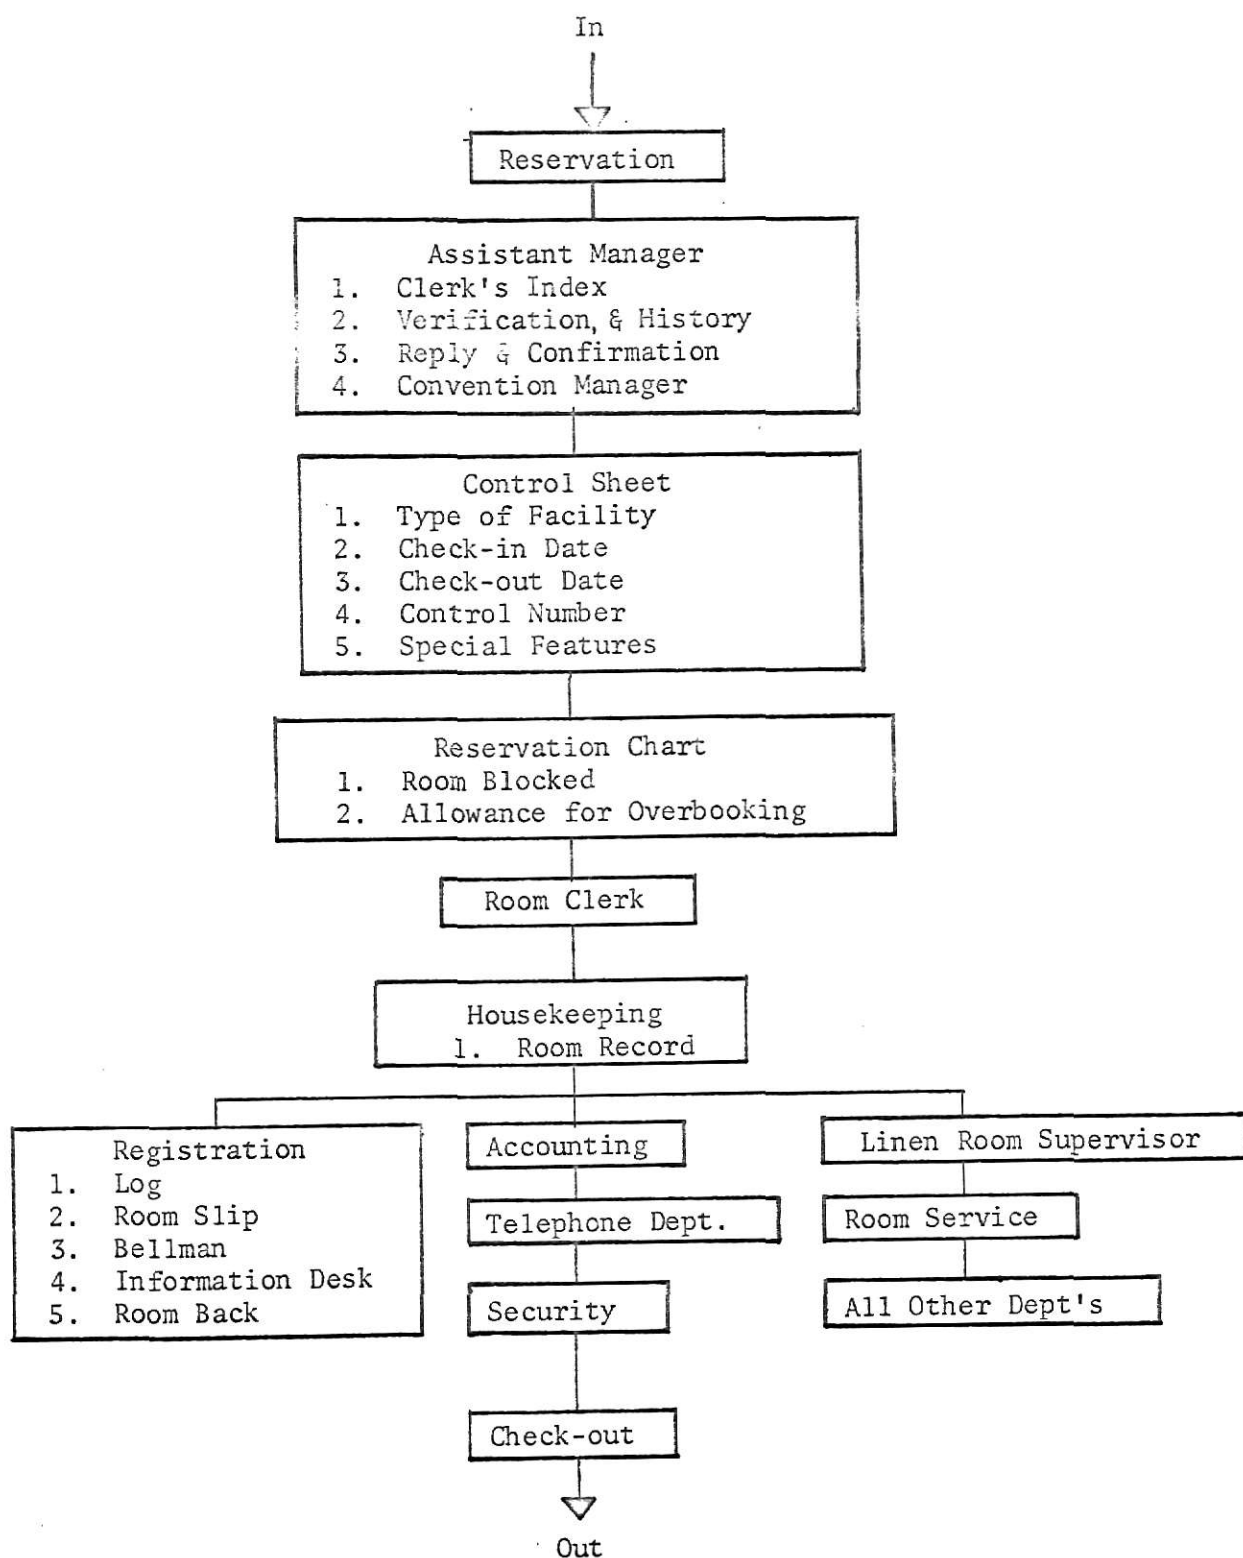 In
Reservation
Assistant Manager
1. Clerk's Index
2. Verification, & History
3. Reply & Confirmation
4. Convention Manager
Control Sheet
1. Type of Facility
2. Check-in Date
3. Check-out Date
4. Control Number
5. Special Features
Reservation Chart
1. Room Blocked
2. Allowance for Overbooking
Room Clerk
Housekeeping
1. Room Record
Registration
1. Log
2. Room Slip
3. Bellman
4. Information Desk
5. Room Back
Accounting
Telephone Dept.
Security
Check-out
Linen Room Supervisor
Room Service
All Other Dept's
Out